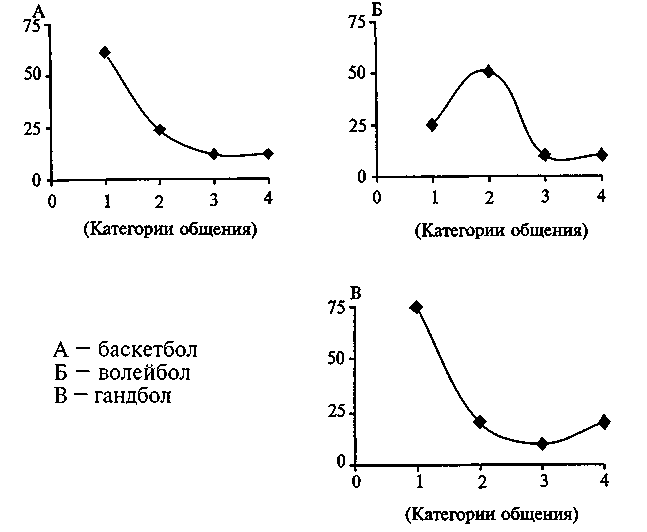 А
75
50
25
0
0 1 2 3 4
(Категории общения)
Б
75
50
25
0
0 1 2 3 4
(Категории общения)
А – баскетбол
Б – волейбол
В – гандбол
В
75
50
25
0
0 1 2 3 4
(Категории общения)